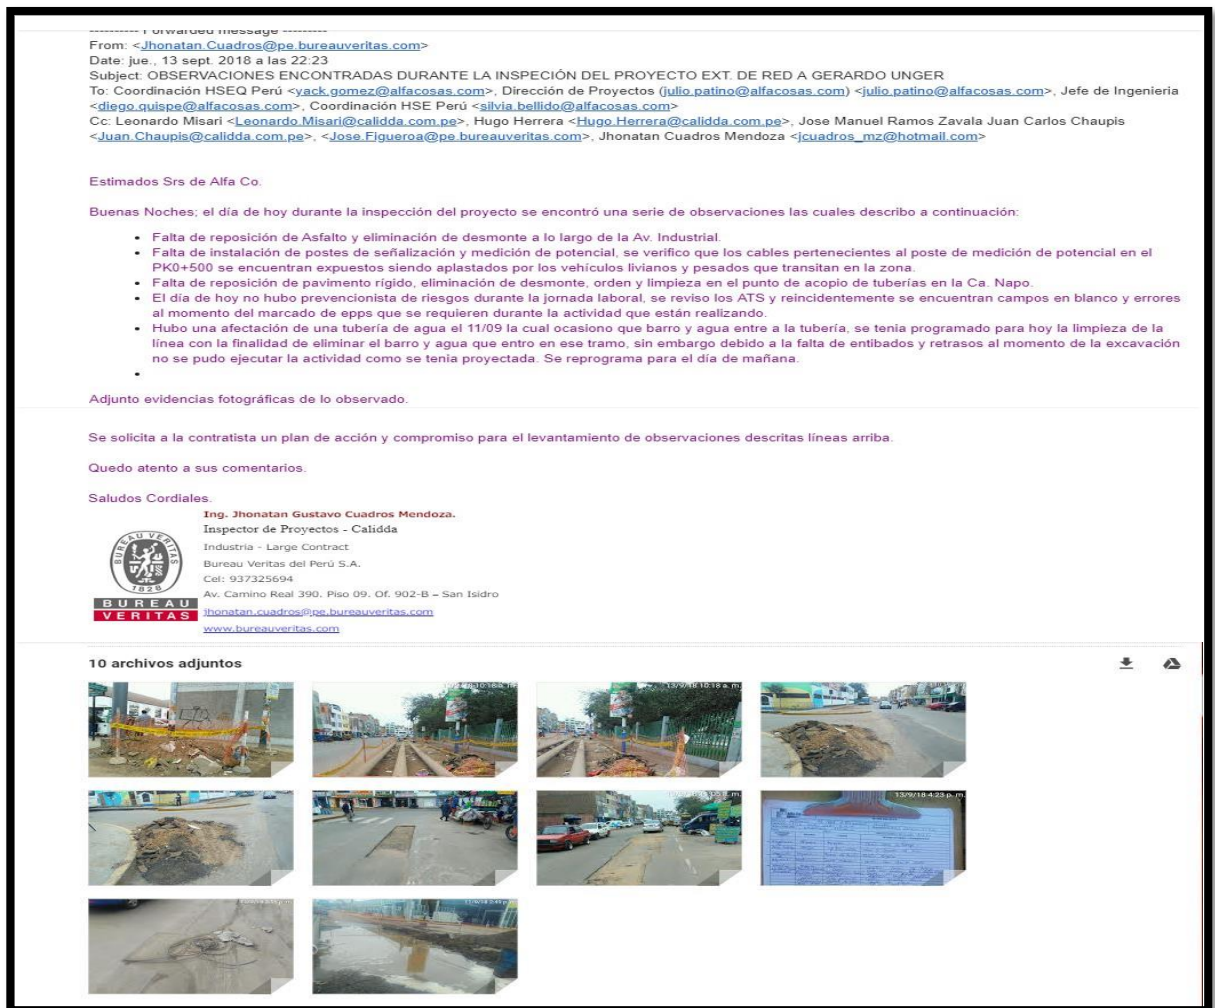 ---------- Forwarded message ---------
From: <Jhonatan.Cuadros@pe.bureauveritas.com>
Date: jue., 13 sept. 2018 a las 22:23
Subject: OBSERVACIONES ENCONTRADAS DURANTE LA INSPECIÓN DEL PROYECTO EXT. DE RED A GERARDO UNGER
To: Coordinación HSEQ Perú <yack.gomez@alfacosas.com>, Dirección de Proyectos (julio.patino@alfacosas.com) <julio.patino@alfacosas.com>, Jefe de Ingenieria
<diego.quispe@alfacosas.com>, Coordinación HSE Perú <silvia.bellido@alfacosas.com>
Cc: Leonardo Misari <Leonardo.Misari@calidda.com.pe>, Hugo Herrera <Hugo.Herrera@calidda.com.pe>, Jose Manuel Ramos Zavala Juan Carlos Chaupis
<Juan.Chaupis@calidda.com.pe>, <Jose.Figueroa@pe.bureauveritas.com>, Jhonatan Cuadros Mendoza <jcuadros_mz@hotmail.com>
Estimados Srs de Alfa Co.
Buenas Noches; el día de hoy durante la inspección del proyecto se encontró una serie de observaciones las cuales describo a continuación:
• Falta de reposición de Asfalto y eliminación de desmonte a lo largo de la Av. Industrial.
• Falta de instalación de postes de señalización y medición de potencial, se verifico que los cables pertenecientes al poste de medición de potencial en el
PK0+500 se encuentran expuestos siendo aplastados por los vehículos livianos y pesados que transitan en la zona.
• Falta de reposición de pavimento rígido, eliminación de desmonte, orden y limpieza en el punto de acopio de tuberías en la Ca. Napo.
• El día de hoy no hubo prevencionista de riesgos durante la jornada laboral, se reviso los ATS y reincidentemente se encuentran campos en blanco y errores
al momento del marcado de epps que se requieren durante la actividad que están realizando.
• Hubo una afectación de una tubería de agua el 11/09 la cual ocasiono que barro y agua entre a la tubería, se tenia programado para hoy la limpieza de la
línea con la finalidad de eliminar el barro y agua que entro en ese tramo, sin embargo debido a la falta de entibados y retrasos al momento de la excavación
no se pudo ejecutar la actividad como se tenia proyectada. Se reprograma para el día de mañana.
•
Adjunto evidencias fotográficas de lo observado.
Se solicita a la contratista un plan de acción y compromiso para el levantamiento de observaciones descritas líneas arriba.
Quedo atento a sus comentarios.
Saludos Cordiales.
Ing. Jhonatan Gustavo Cuadros Mendoza.
Inspector de Proyectos - Calidda
Industria - Large Contract
Bureau Veritas del Perú S.A.
Cel: 937325694
Av. Camino Real 390. Piso 09. Of. 902-B – San Isidro
jhonatan.cuadros@pe.bureauveritas.com
www.bureauveritas.com
BUREAU VERITAS
1828
BUREAU
VERITAS
10 archivos adjuntos
13/9/18 10:18 a. m.
13/9/18 4:23 p. m.